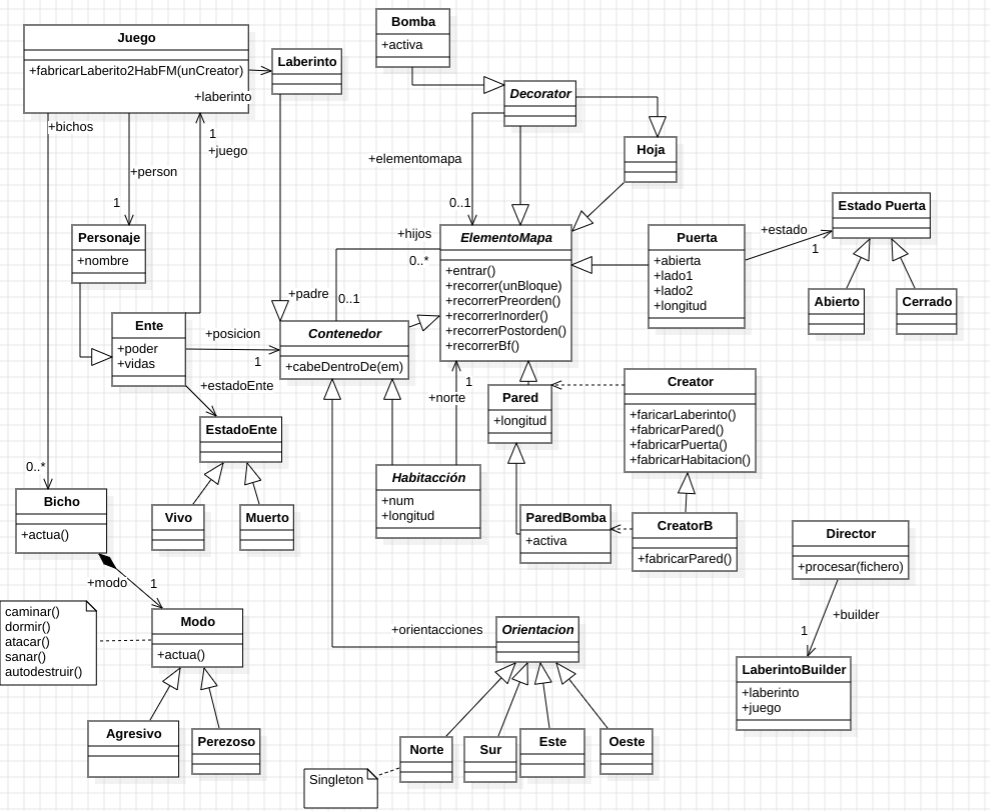 Juego
+fabricarLaberito2HabFM(unCreator)
+laberinto
Laberinto
Bomba
+activa
Decorator
Hoja
+bichos
+person
1
1
+juego
+elementomapa
0..1
Personaje
+nombre
+hijos
0..*
ElementoMapa
+entrar()
+recorrer(unBloque)
+recorrerPreorden()
+recorrerInorder()
+recorrerPostorden()
+recorrerBf()
Puerta
+abierta
+lado1
+lado2
+longitud
+estado
1
Estado Puerta
Abierto
Cerrado
+padre
0..1
Ente
+poder
+vidas
+posicion
1
Contenedor
+cabeDentroDe(em)
+estadoEnte
EstadoEnte
Vivo
Muerto
1
+norte
Pared
+longitud
Creator
+faricarLaberinto()
+fabricarPared()
+fabricarPuerta()
+fabricarHabitacion()
0..*
Bicho
+actua()
Habitacción
+num
+longitud
ParedBomba
+activa
CreatorB
+fabricarPared()
Director
+procesar(fichero)
+modo
1
caminar()
dormir()
atacar()
sanar()
autodestruir()
Modo
+actua()
+orientacciones
Orientacion
+builder
1
LaberintoBuilder
+laberinto
+juego
Agresivo
Perezoso
Norte
Sur
Este
Oeste
Singleton